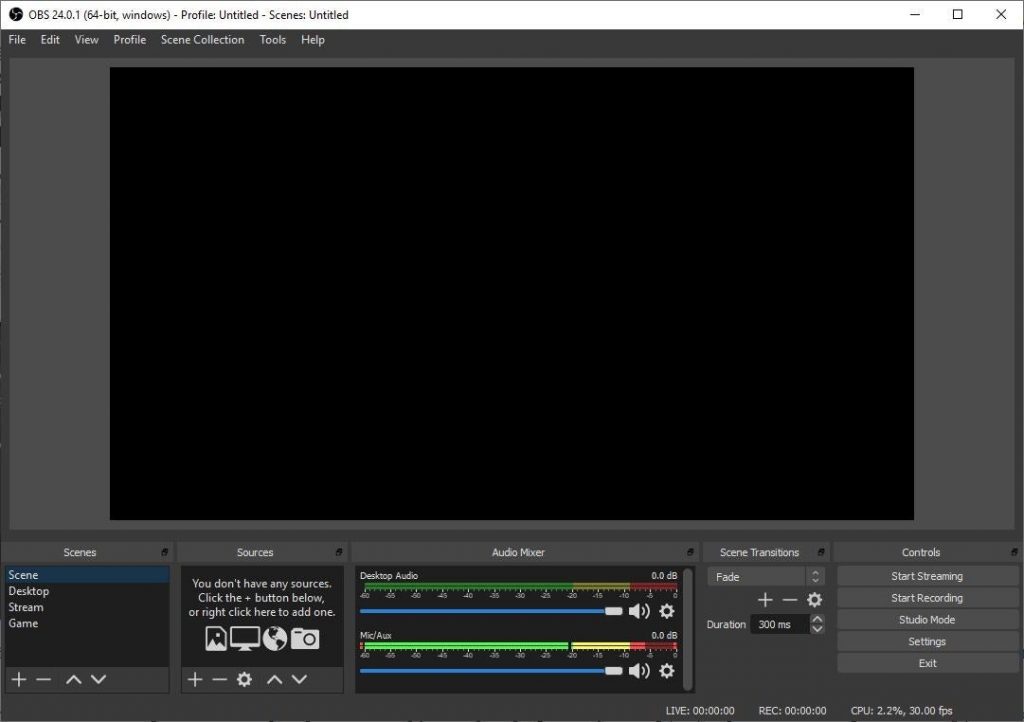 OBS 24.0.1 (64-bit, windows) - Profile: Untitled - Scenes: Untitled
File Edit View Profile Scene Collection Tools Help
Scenes
Scene
Desktop
Stream
Game
Sources
You don't have any sources.
Click the + button below,
or right click here to add one.
Audio Mixer
Desktop Audio 0.0 dB
-60 -55 -50 -45 -40 -35 -30 -25 -20 -15 -10 -5 0
Mic/Aux 0.0 dB
-60 -55 -50 -45 -40 -35 -30 -25 -20 -15 -10 -5 0
Scene Transitions
Fade
Duration 300 ms
Controls
Start Streaming
Start Recording
Studio Mode
Settings
Exit
LIVE: 00:00:00 REC: 00:00:00 CPU: 2.2%, 30.00 fps